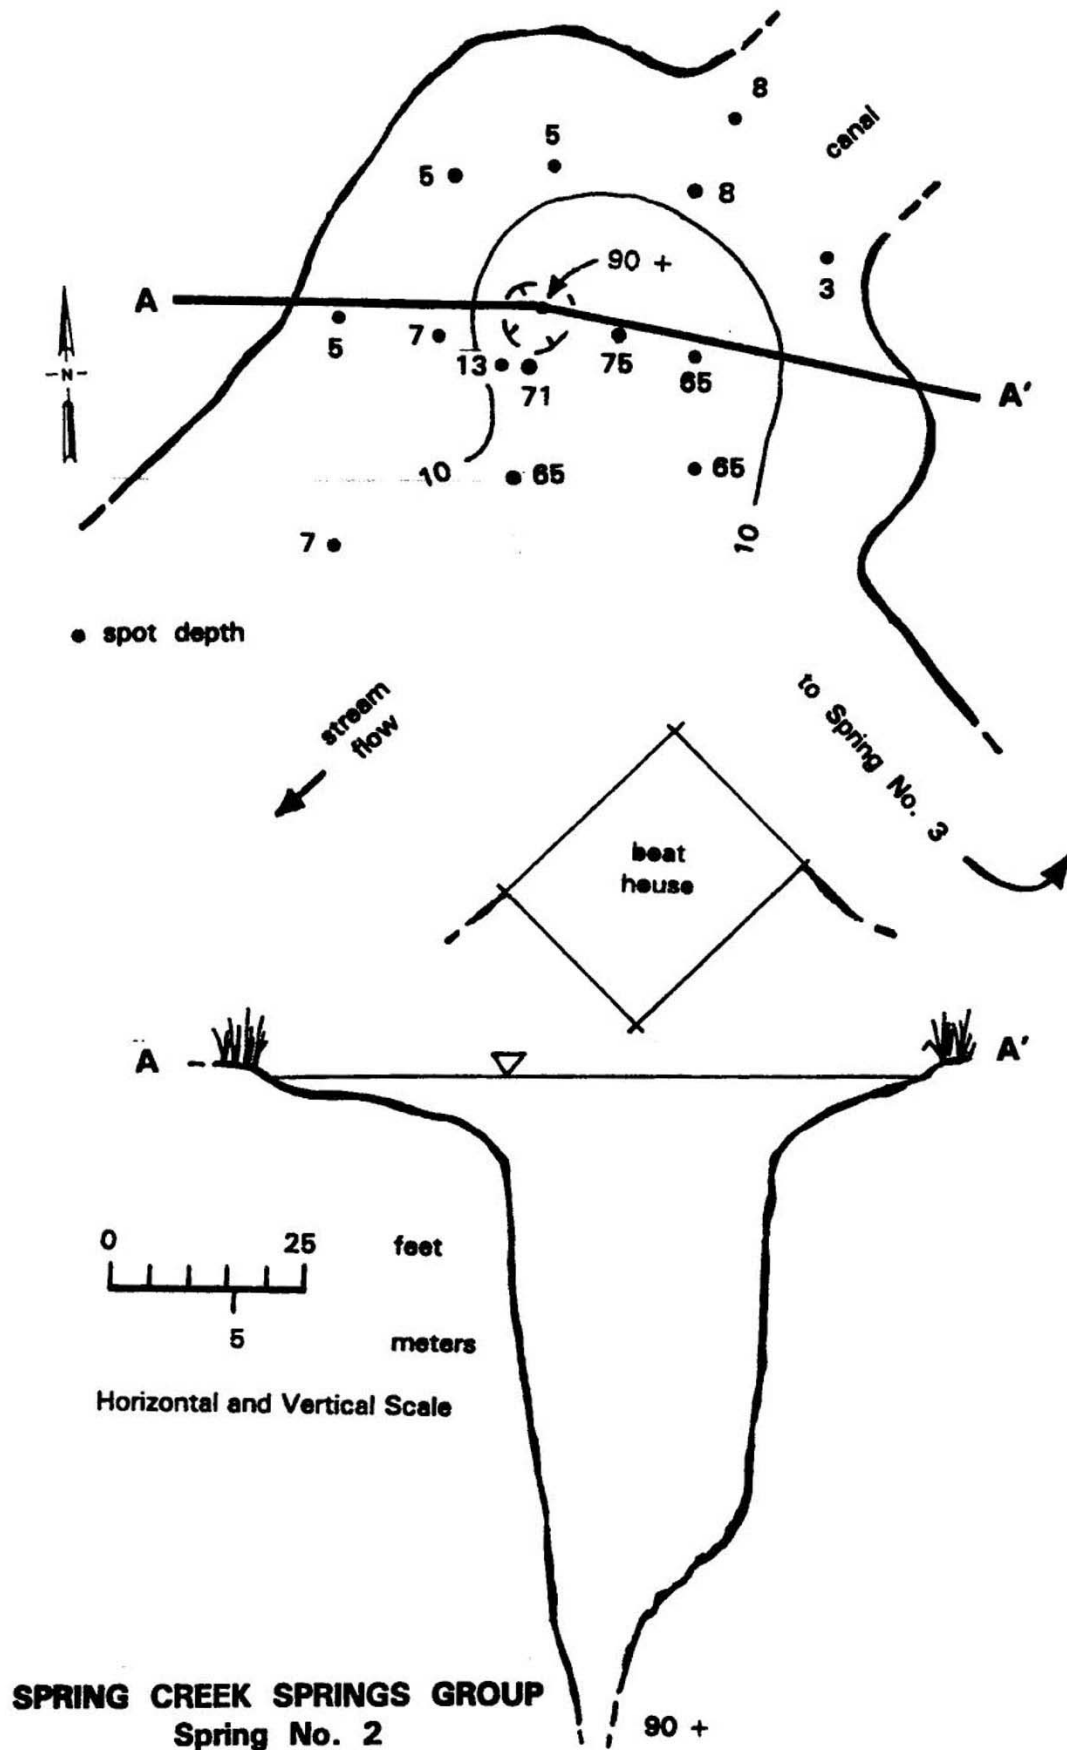 8
canal
5
5
8
90 +
3
A
5
7
13
71
75
65
A'
N
10
65
65
10
7
spot depth
stream
flow
to Spring No. 3
boat
house
A
A'
0
25
feet
5
meters
Horizontal and Vertical Scale
SPRING CREEK SPRINGS GROUP
Spring No. 2
90 +